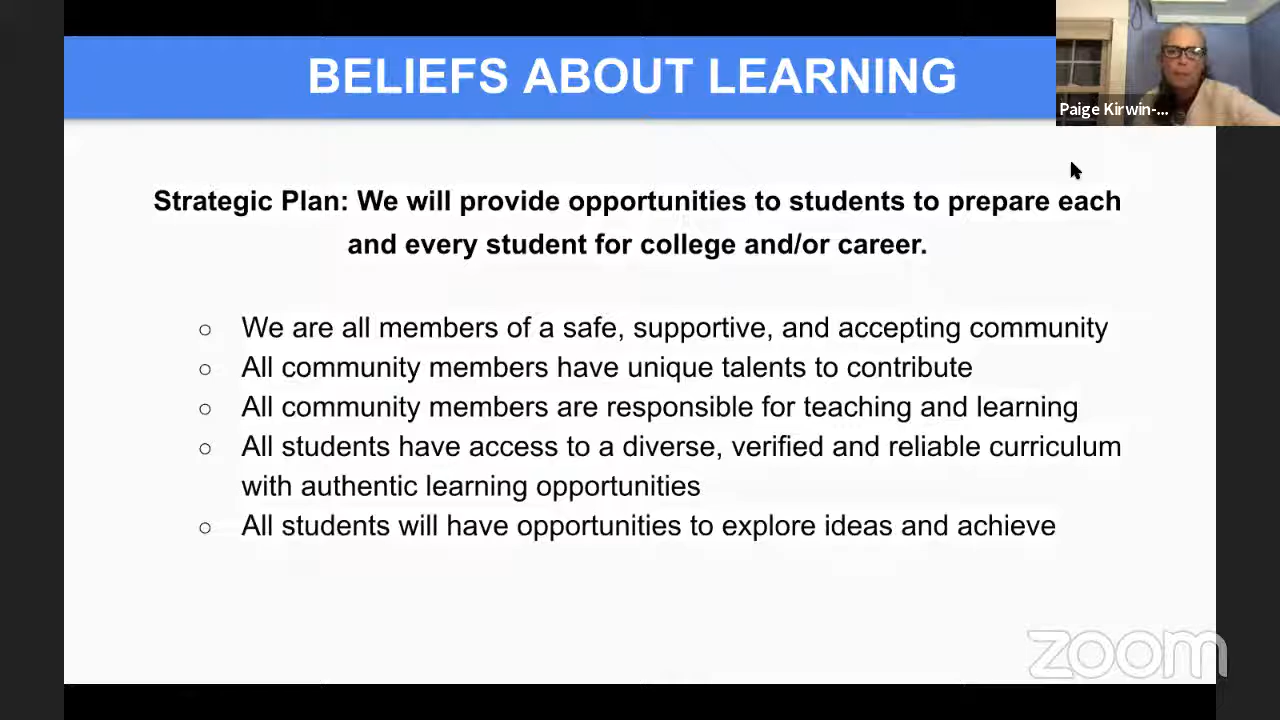 BELIEFS ABOUT LEARNING
Paige Kirwin-...
Strategic Plan: We will provide opportunities to students to prepare each
and every student for college and/or career.
We are all members of a safe, supportive, and accepting community
All community members have unique talents to contribute
All community members are responsible for teaching and learning
All students have access to a diverse, verified and reliable curriculum
with authentic learning opportunities
All students will have opportunities to explore ideas and achieve
zoom